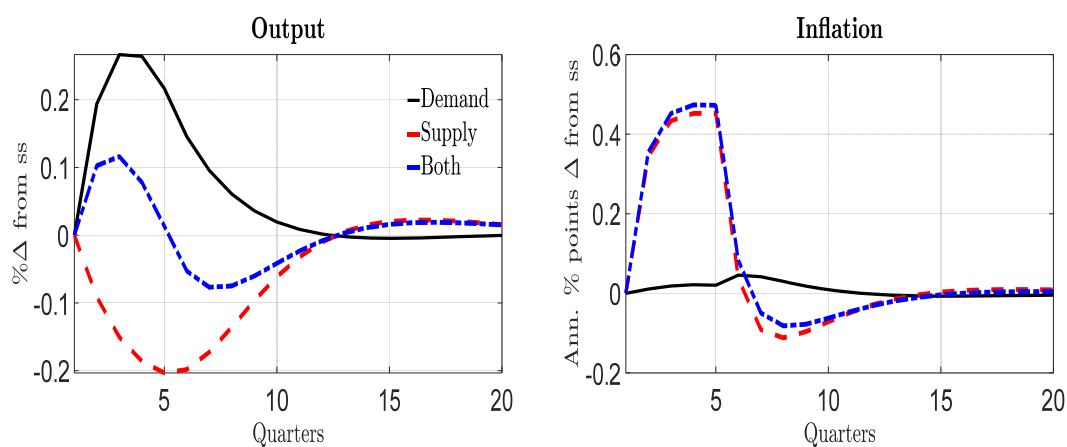 Output
%Δ from ss
0.2
0.1
0
-0.1
-0.2
Demand
Supply
Both
5
10
15
20
Quarters
Inflation
Ann. % points Δ from ss
0.6
0.4
0.2
0
-0.2
5
10
15
20
Quarters